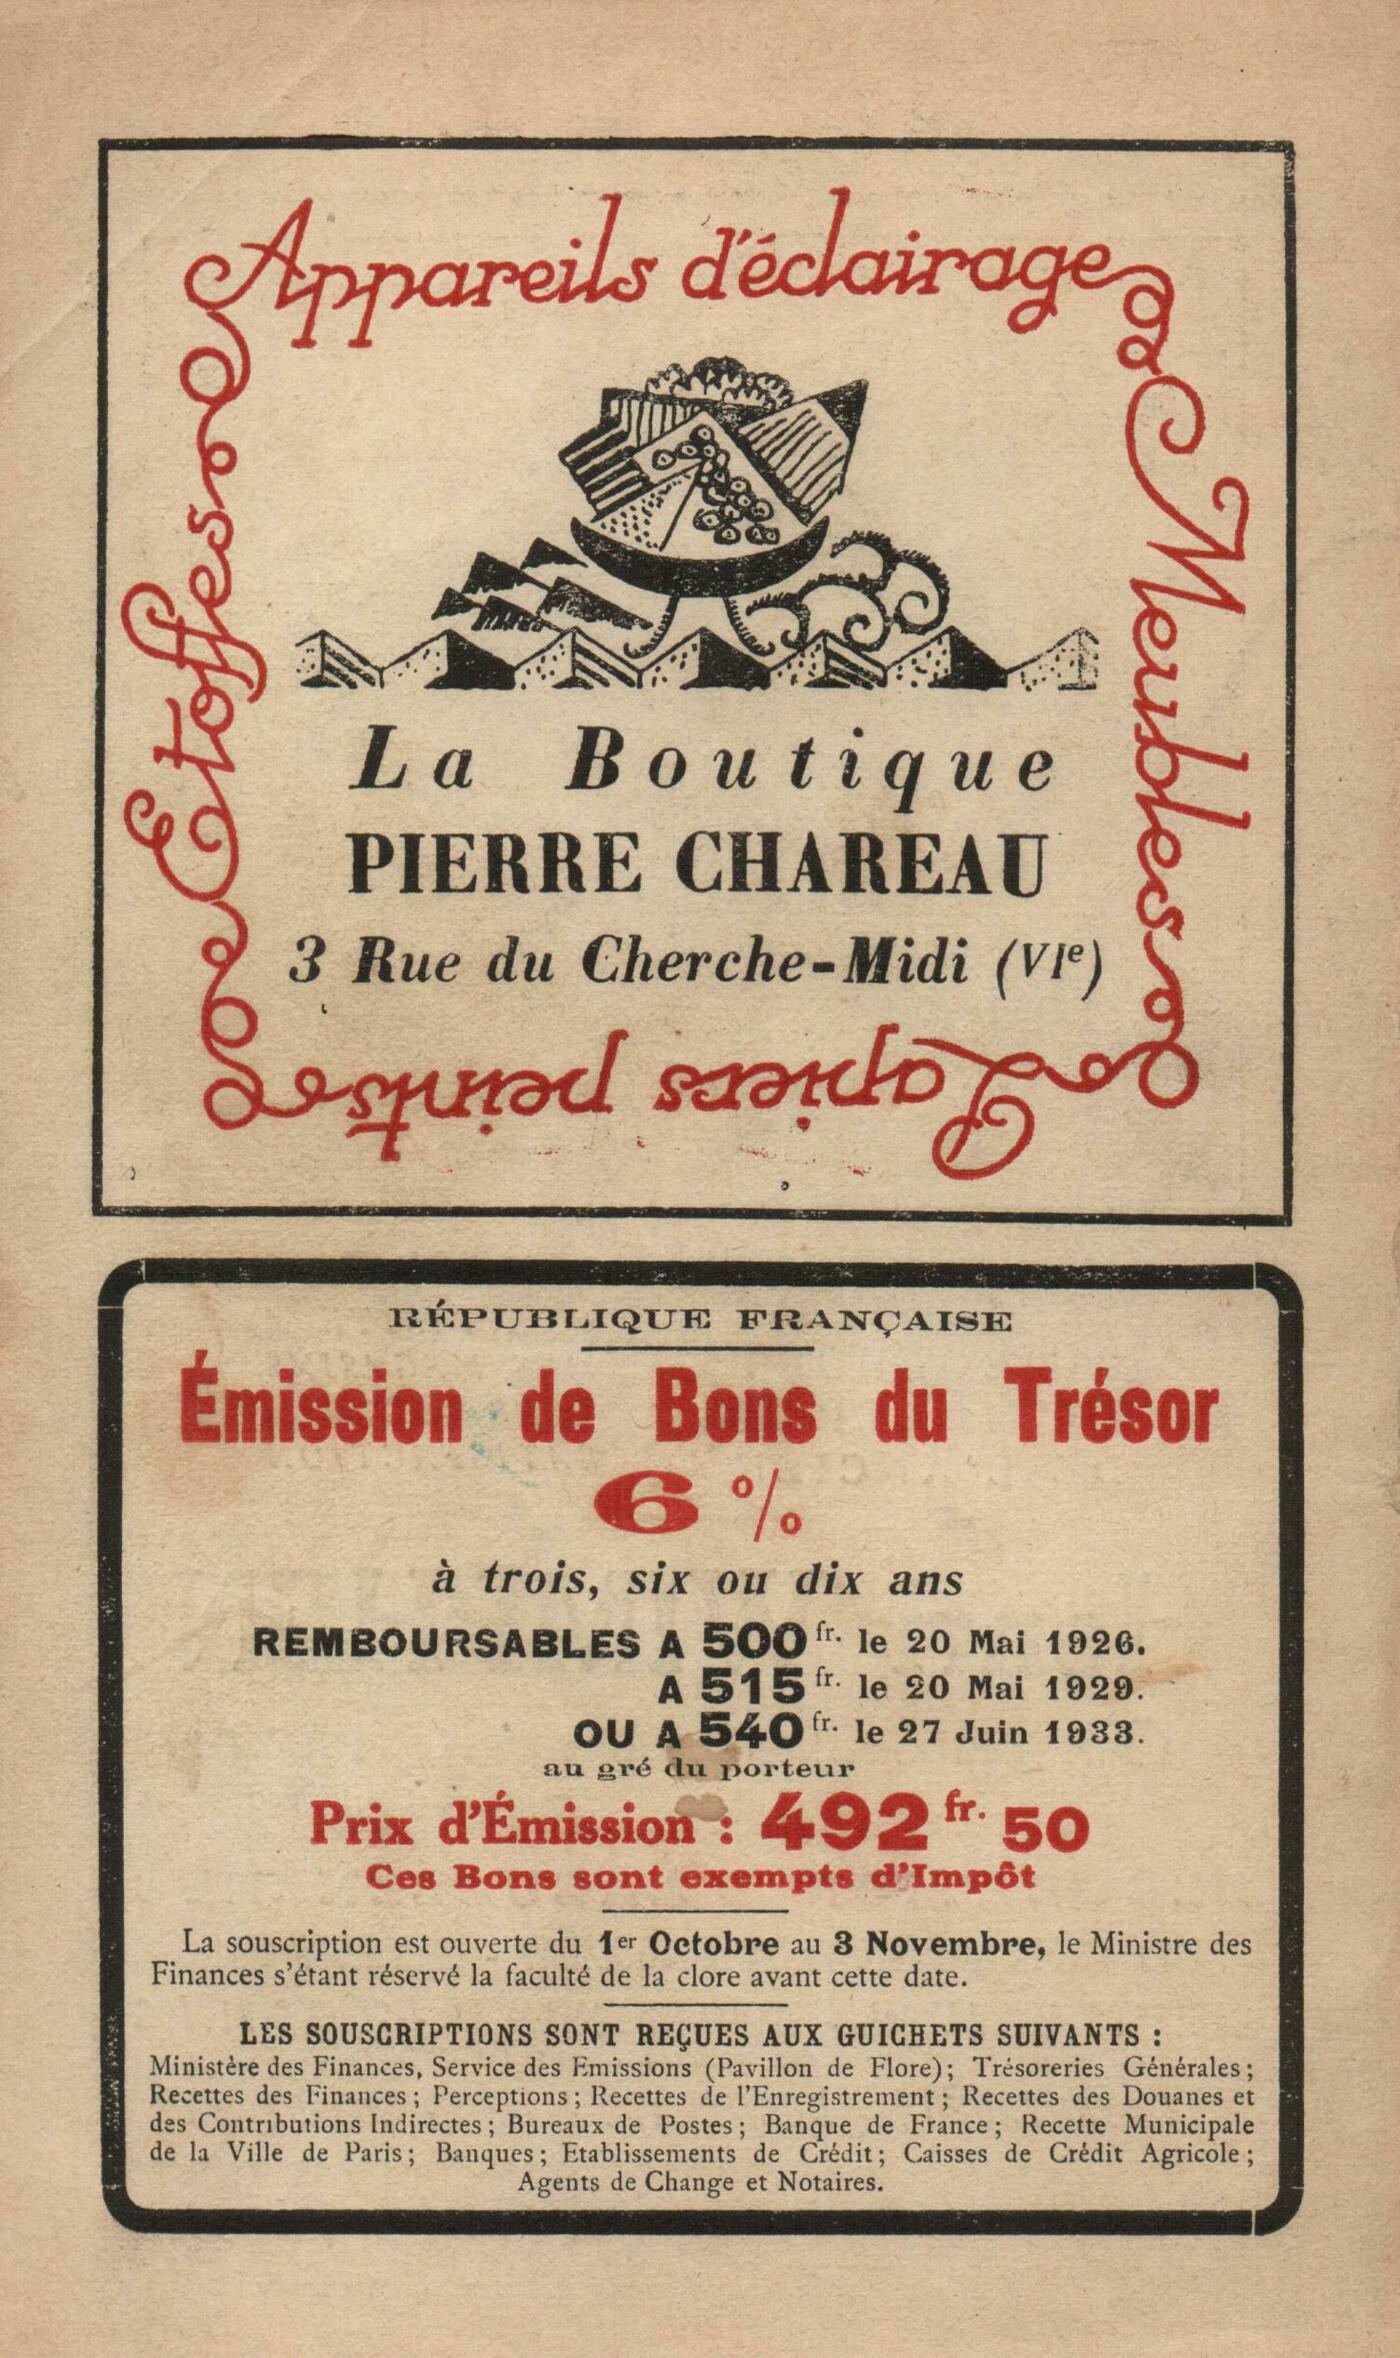 Appareils d'éclairage
Meubles
Papiers peints
Etoffes
La Boutique
PIERRE CHAREAU
3 Rue du Cherche-Midi (VIe)
RÉPUBLIQUE FRANÇAISE
Émission de Bons du Trésor
6 %
à trois, six ou dix ans
REMBOURSABLES A 500 fr. le 20 Mai 1926.
A 515 fr. le 20 Mai 1929.
OU A 540 fr. le 27 Juin 1933.
au gré du porteur
Prix d'Émission : 492 fr. 50
Ces Bons sont exempts d'Impôt
La souscription est ouverte du 1er Octobre au 3 Novembre, le Ministre des
Finances s'étant réservé la faculté de la clore avant cette date.
LES SOUSCRIPTIONS SONT REÇUES AUX GUICHETS SUIVANTS :
Ministère des Finances, Service des Emissions (Pavillon de Flore); Trésoreries Générales;
Recettes des Finances; Perceptions; Recettes de l'Enregistrement; Recettes des Douanes et
des Contributions Indirectes; Bureaux de Postes; Banque de France; Recette Municipale
de la Ville de Paris; Banques; Etablissements de Crédit; Caisses de Crédit Agricole;
Agents de Change et Notaires.